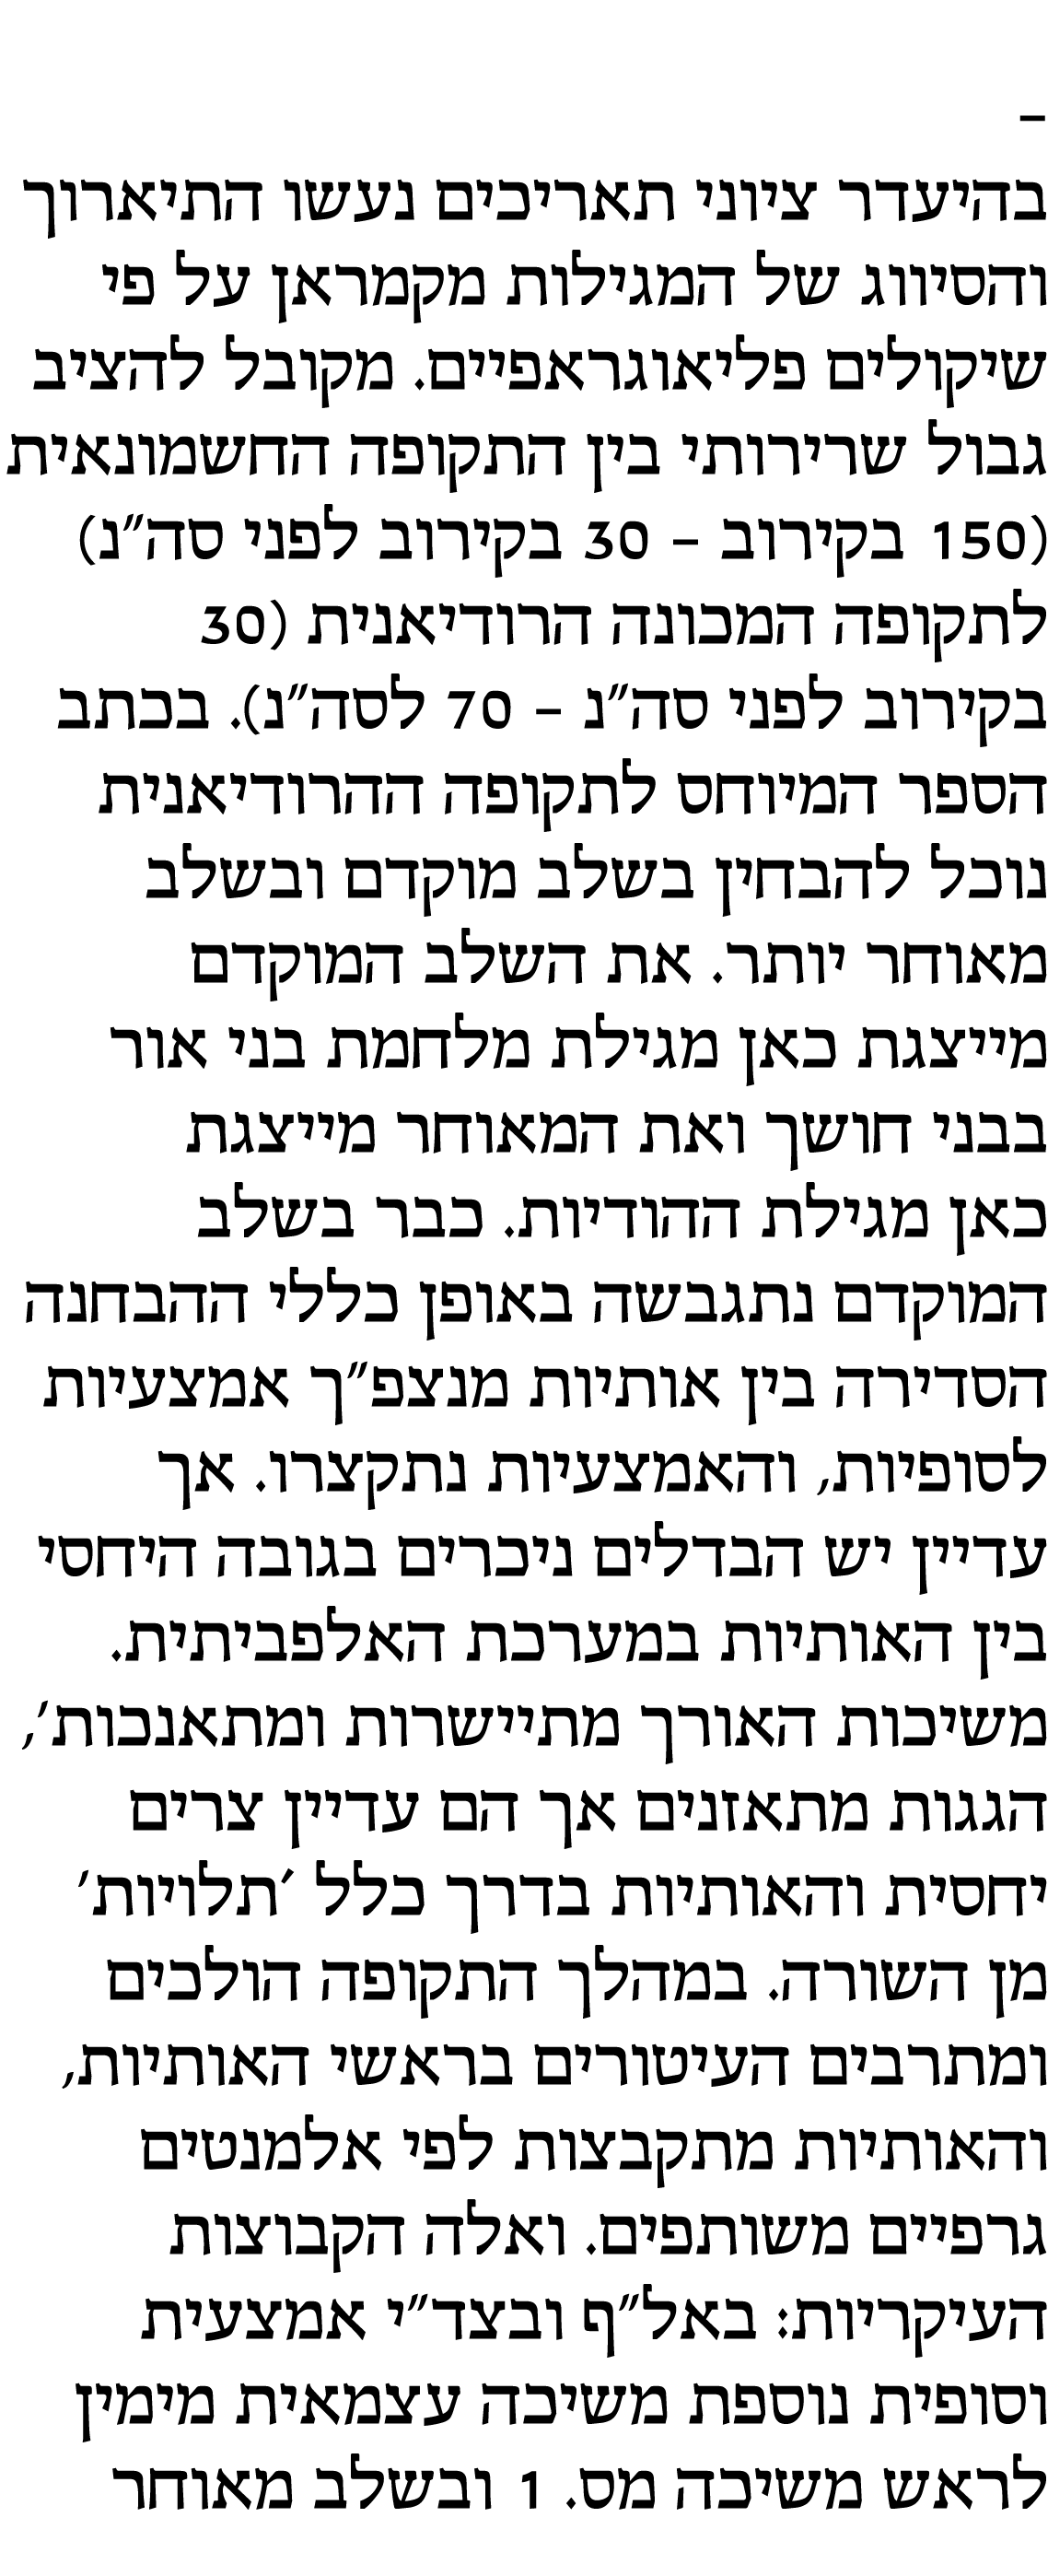 –
בהיעדר ציוני תאריכים נעשו התיארוך
והסיווג של המגילות מקמראן על פי
שיקולים פליאוגראפיים. מקובל להציב
גבול שרירותי בין התקופה החשמונאית
(150 בקירוב – 30 בקירוב לפני סה״נ)
לתקופה המכונה הרודיאנית (30
בקירוב לפני סה״נ – 70 לסה״נ). בכתב
הספר המיוחס לתקופה ההרודיאנית
נוכל להבחין בשלב מוקדם ובשלב
מאוחר יותר. את השלב המוקדם
מייצגת כאן מגילת מלחמת בני אור
בבני חושך ואת המאוחר מייצגת
כאן מגילת ההודיות. כבר בשלב
המוקדם נתגבשה באופן כללי ההבחנה
הסדירה בין אותיות מנצפ״ך אמצעיות
לסופיות, והאמצעיות נתקצרו. אך
עדיין יש הבדלים ניכרים בגובה היחסי
בין האותיות במערכת האלפביתית.
משיכות האורך מתיישרות ומתאנכות׳,
הגגות מתאזנים אך הם עדיין צרים
יחסית והאותיות בדרך כלל ׳תלויות׳
מן השורה. במהלך התקופה הולכים
ומתרבים העיטורים בראשי האותיות,
והאותיות מתקבצות לפי אלמנטים
גרפיים משותפים. ואלה הקבוצות
העיקריות: באל״ף ובצד״י אמצעית
וסופית נוספת משיכה עצמאית מימין
לראש משיכה מס. 1 ובשלב מאוחר